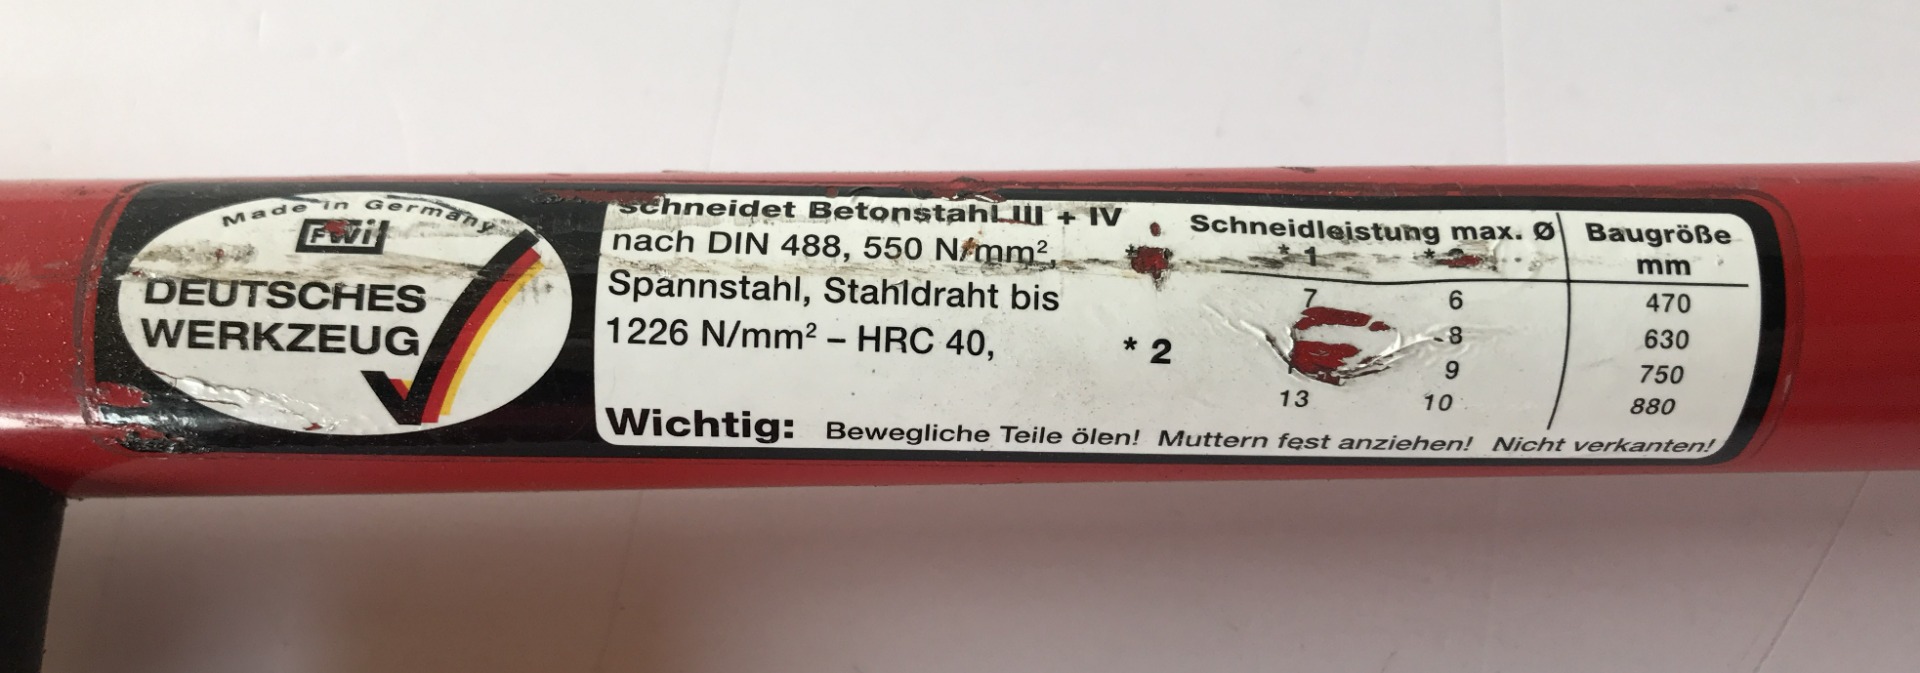 Made in Germany
FWi
DEUTSCHES
WERKZEUG
Schneidet Betonstahl III + IV
nach DIN 488, 550 N/mm²,
Spannstahl, Stahldraht bis
1226 N/mm² – HRC 40, * 2
Schneidleistung max. Ø Baugröße
* 1 mm
7 6 470
8 630
9 750
13 10 880
Wichtig: Bewegliche Teile ölen! Muttern fest anziehen! Nicht verkanten!